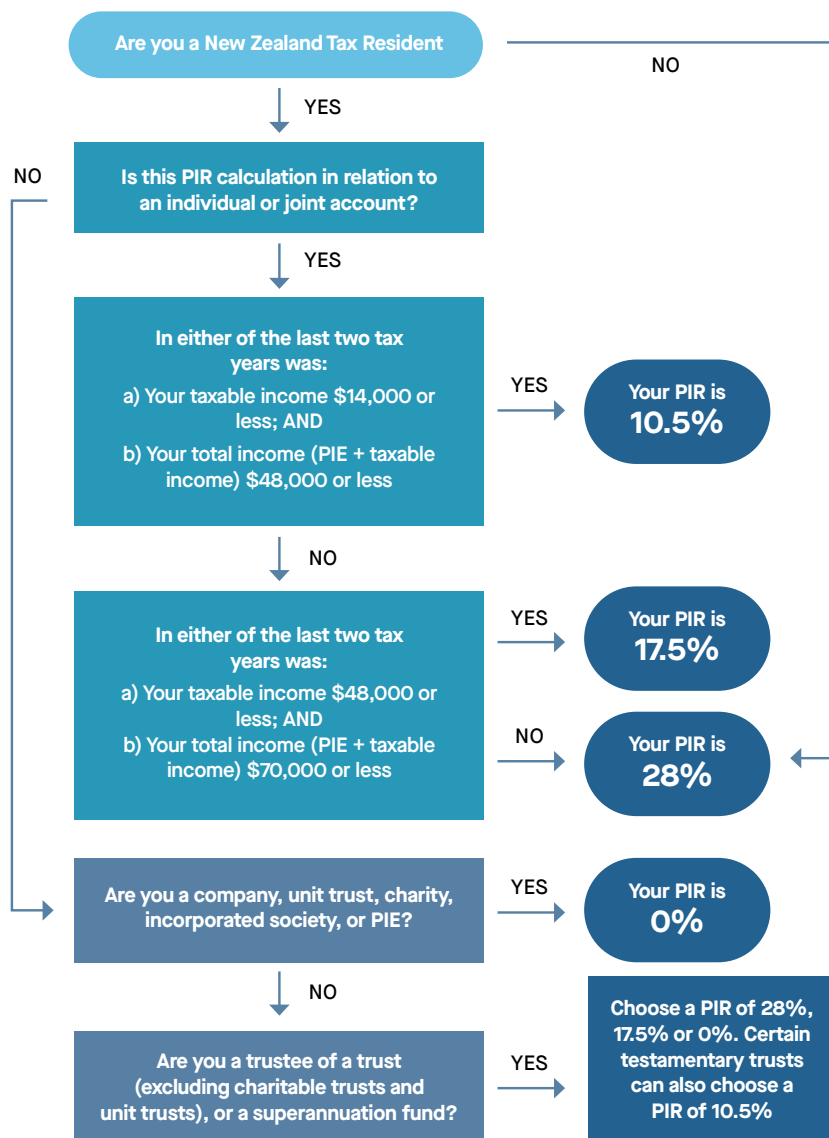 Are you a New Zealand Tax Resident
NO
YES
NO
Is this PIR calculation in relation to
an individual or joint account?
YES
In either of the last two tax
years was:
a) Your taxable income $14,000 or
less; AND
b) Your total income (PIE + taxable
income) $48,000 or less
YES
Your PIR is
10.5%
NO
In either of the last two tax
years was:
a) Your taxable income $48,000 or
less; AND
b) Your total income (PIE + taxable
income) $70,000 or less
YES
Your PIR is
17.5%
NO
Your PIR is
28%
Are you a company, unit trust, charity,
incorporated society, or PIE?
YES
Your PIR is
0%
NO
Are you a trustee of a trust
(excluding charitable trusts and
unit trusts), or a superannuation fund?
YES
Choose a PIR of 28%,
17.5% or 0%. Certain
testamentary trusts
can also choose a
PIR of 10.5%